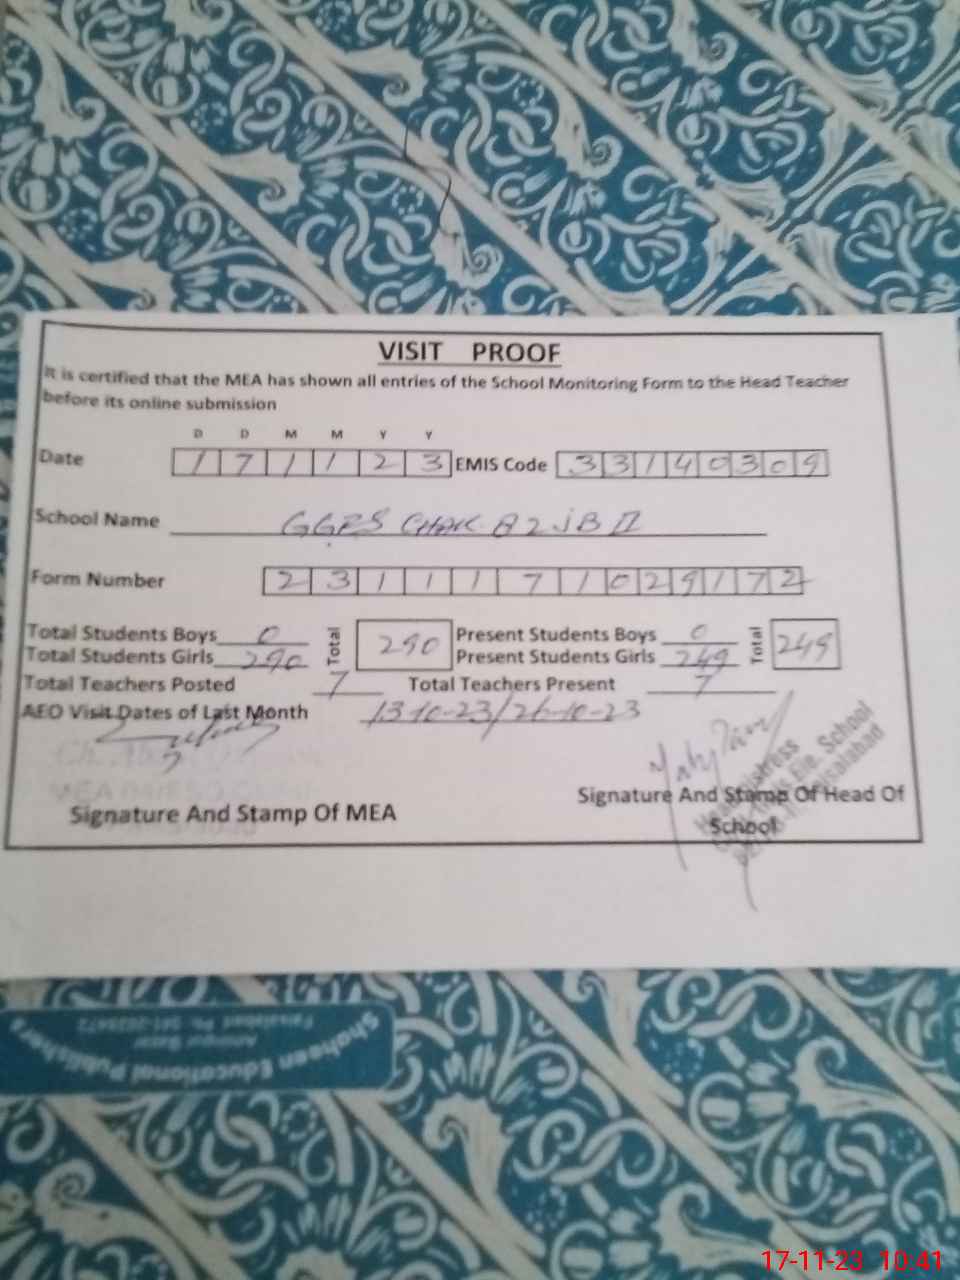 VISIT PROOF
It is certified that the MEA has shown all entries of the School Monitoring Form to the Head Teacher
before its online submission
D D M M Y Y
Date 1 7 1 1 2 3 EMIS Code 3 3 1 4 0 3 0 9
School Name GGPS CHAK 82 JB II
Form Number 2 3 1 1 1 7 1 0 2 9 1 7 2
Total Students Boys 0 Total 290 Present Students Boys 0 Total 249
Total Students Girls 290 Present Students Girls 249
Total Teachers Posted 7 Total Teachers Present 7
AEO Visit Dates of Last Month 13-10-23/26-10-23
Signature And Stamp Of MEA
Signature And Stamp Of Head Of
School
Ele. School
Faisalabad
Shaheen Educational Publishers
17-11-23 10:41